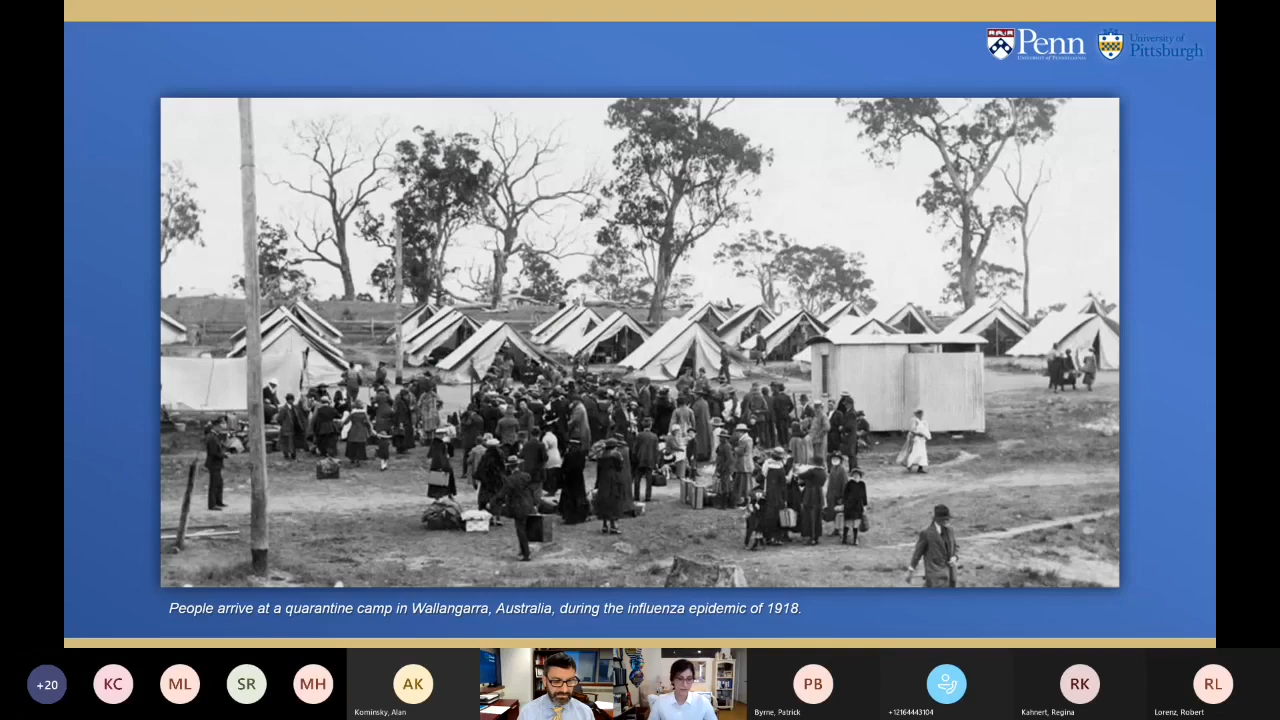 Penn
UNIVERSITY of PENNSYLVANIA
University of
Pittsburgh
People arrive at a quarantine camp in Wallangarra, Australia, during the influenza epidemic of 1918.
+20
KC
ML
SR
MH
AK
PB
RK
RL
Kominsky, Alan
Byrne, Patrick
+12164443104
Kahnert, Regina
Lorenz, Robert